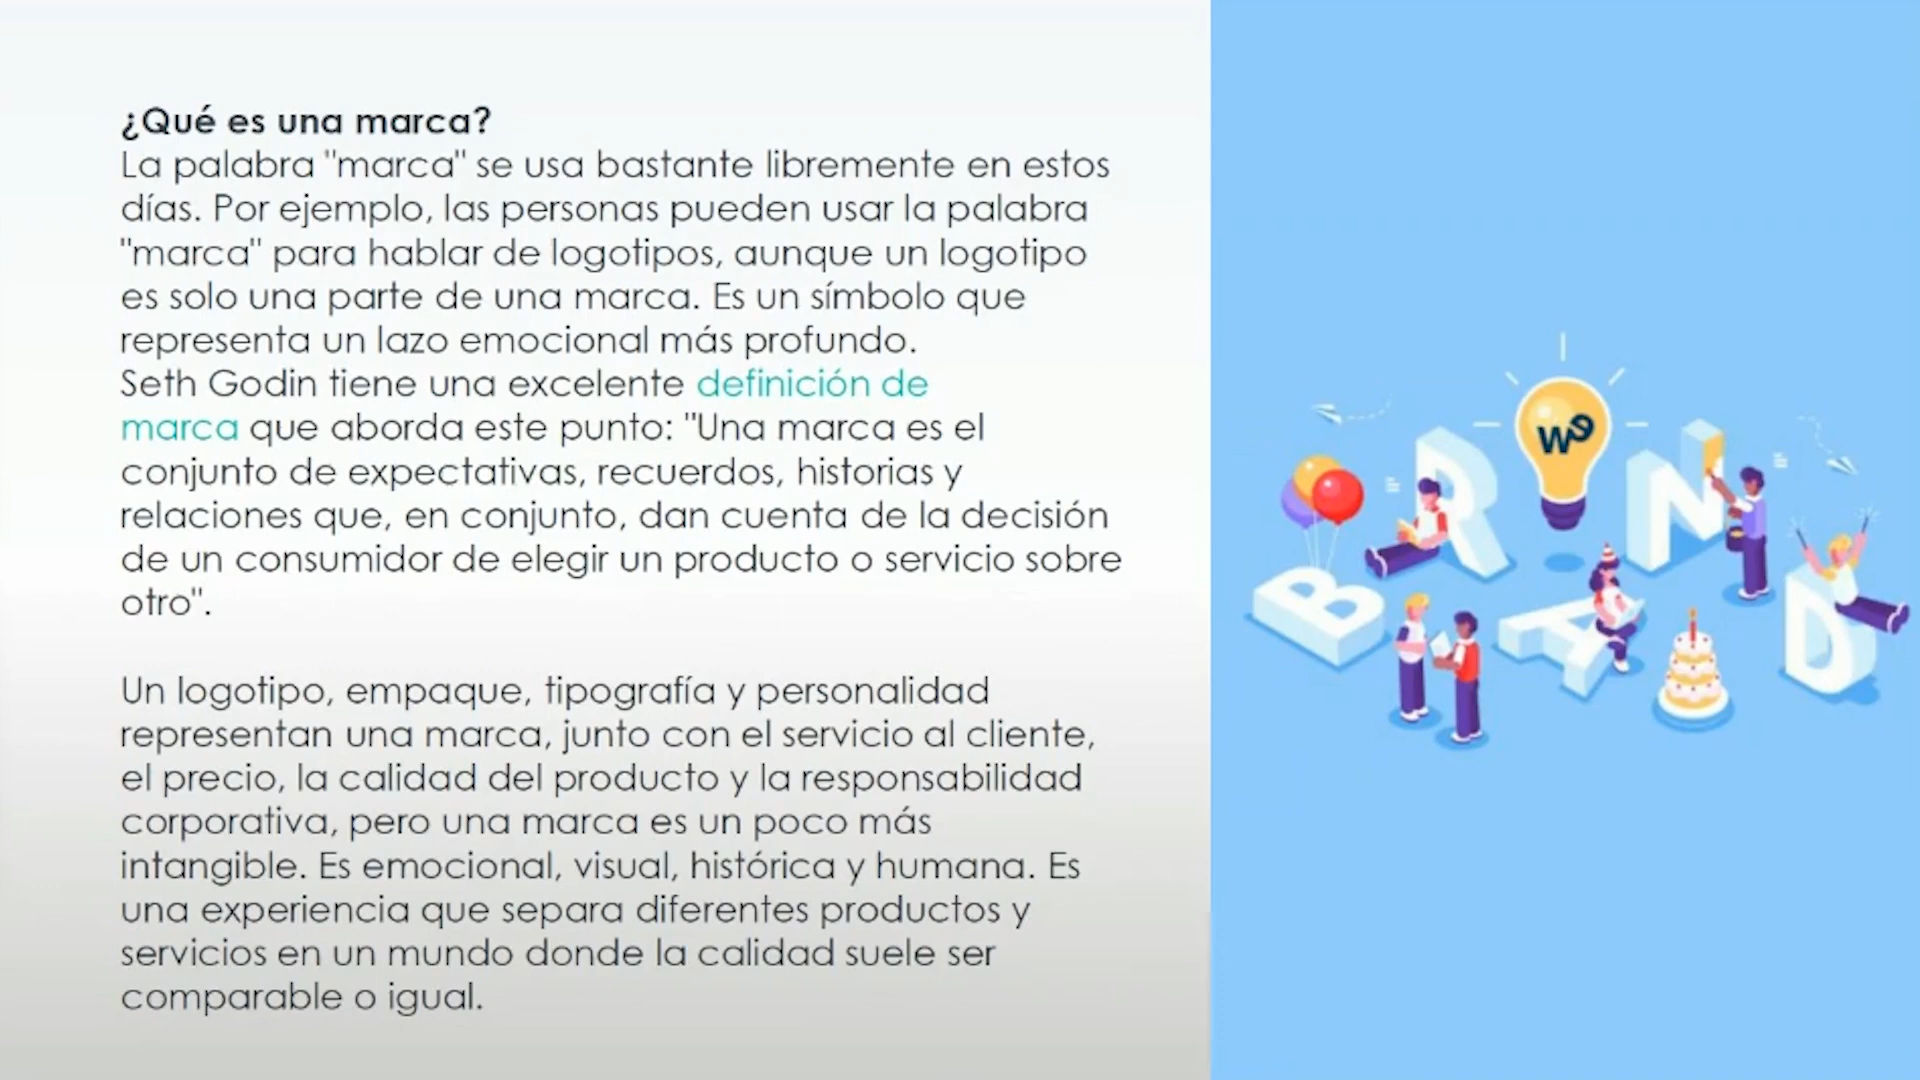 ¿Qué es una marca?
La palabra "marca" se usa bastante libremente en estos
días. Por ejemplo, las personas pueden usar la palabra
"marca" para hablar de logotipos, aunque un logotipo
es solo una parte de una marca. Es un símbolo que
representa un lazo emocional más profundo.
Seth Godin tiene una excelente definición de
marca que aborda este punto: "Una marca es el
conjunto de expectativas, recuerdos, historias y
relaciones que, en conjunto, dan cuenta de la decisión
de un consumidor de elegir un producto o servicio sobre
otro".
Un logotipo, empaque, tipografía y personalidad
representan una marca, junto con el servicio al cliente,
el precio, la calidad del producto y la responsabilidad
corporativa, pero una marca es un poco más
intangible. Es emocional, visual, histórica y humana. Es
una experiencia que separa diferentes productos y
servicios en un mundo donde la calidad suele ser
comparable o igual.
W9
BRAND